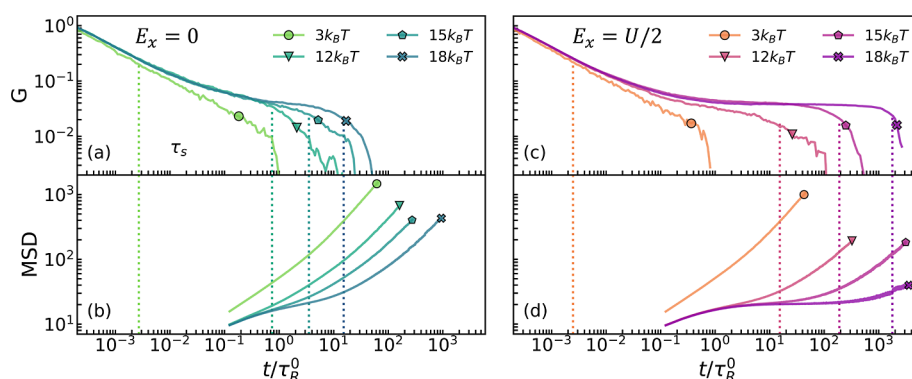 E_x = 0
3k_BT
15k_BT
12k_BT
18k_BT
E_x = U/2
3k_BT
15k_BT
12k_BT
18k_BT
10^0
10^{-1}
10^{-2}
G
(a)
τ_s
(c)
10^3
10^2
10^1
MSD
(b)
(d)
10^{-3} 10^{-2} 10^{-1} 10^0 10^1 10^2 10^3
10^{-3} 10^{-2} 10^{-1} 10^0 10^1 10^2 10^3
t/τ_R^0
t/τ_R^0